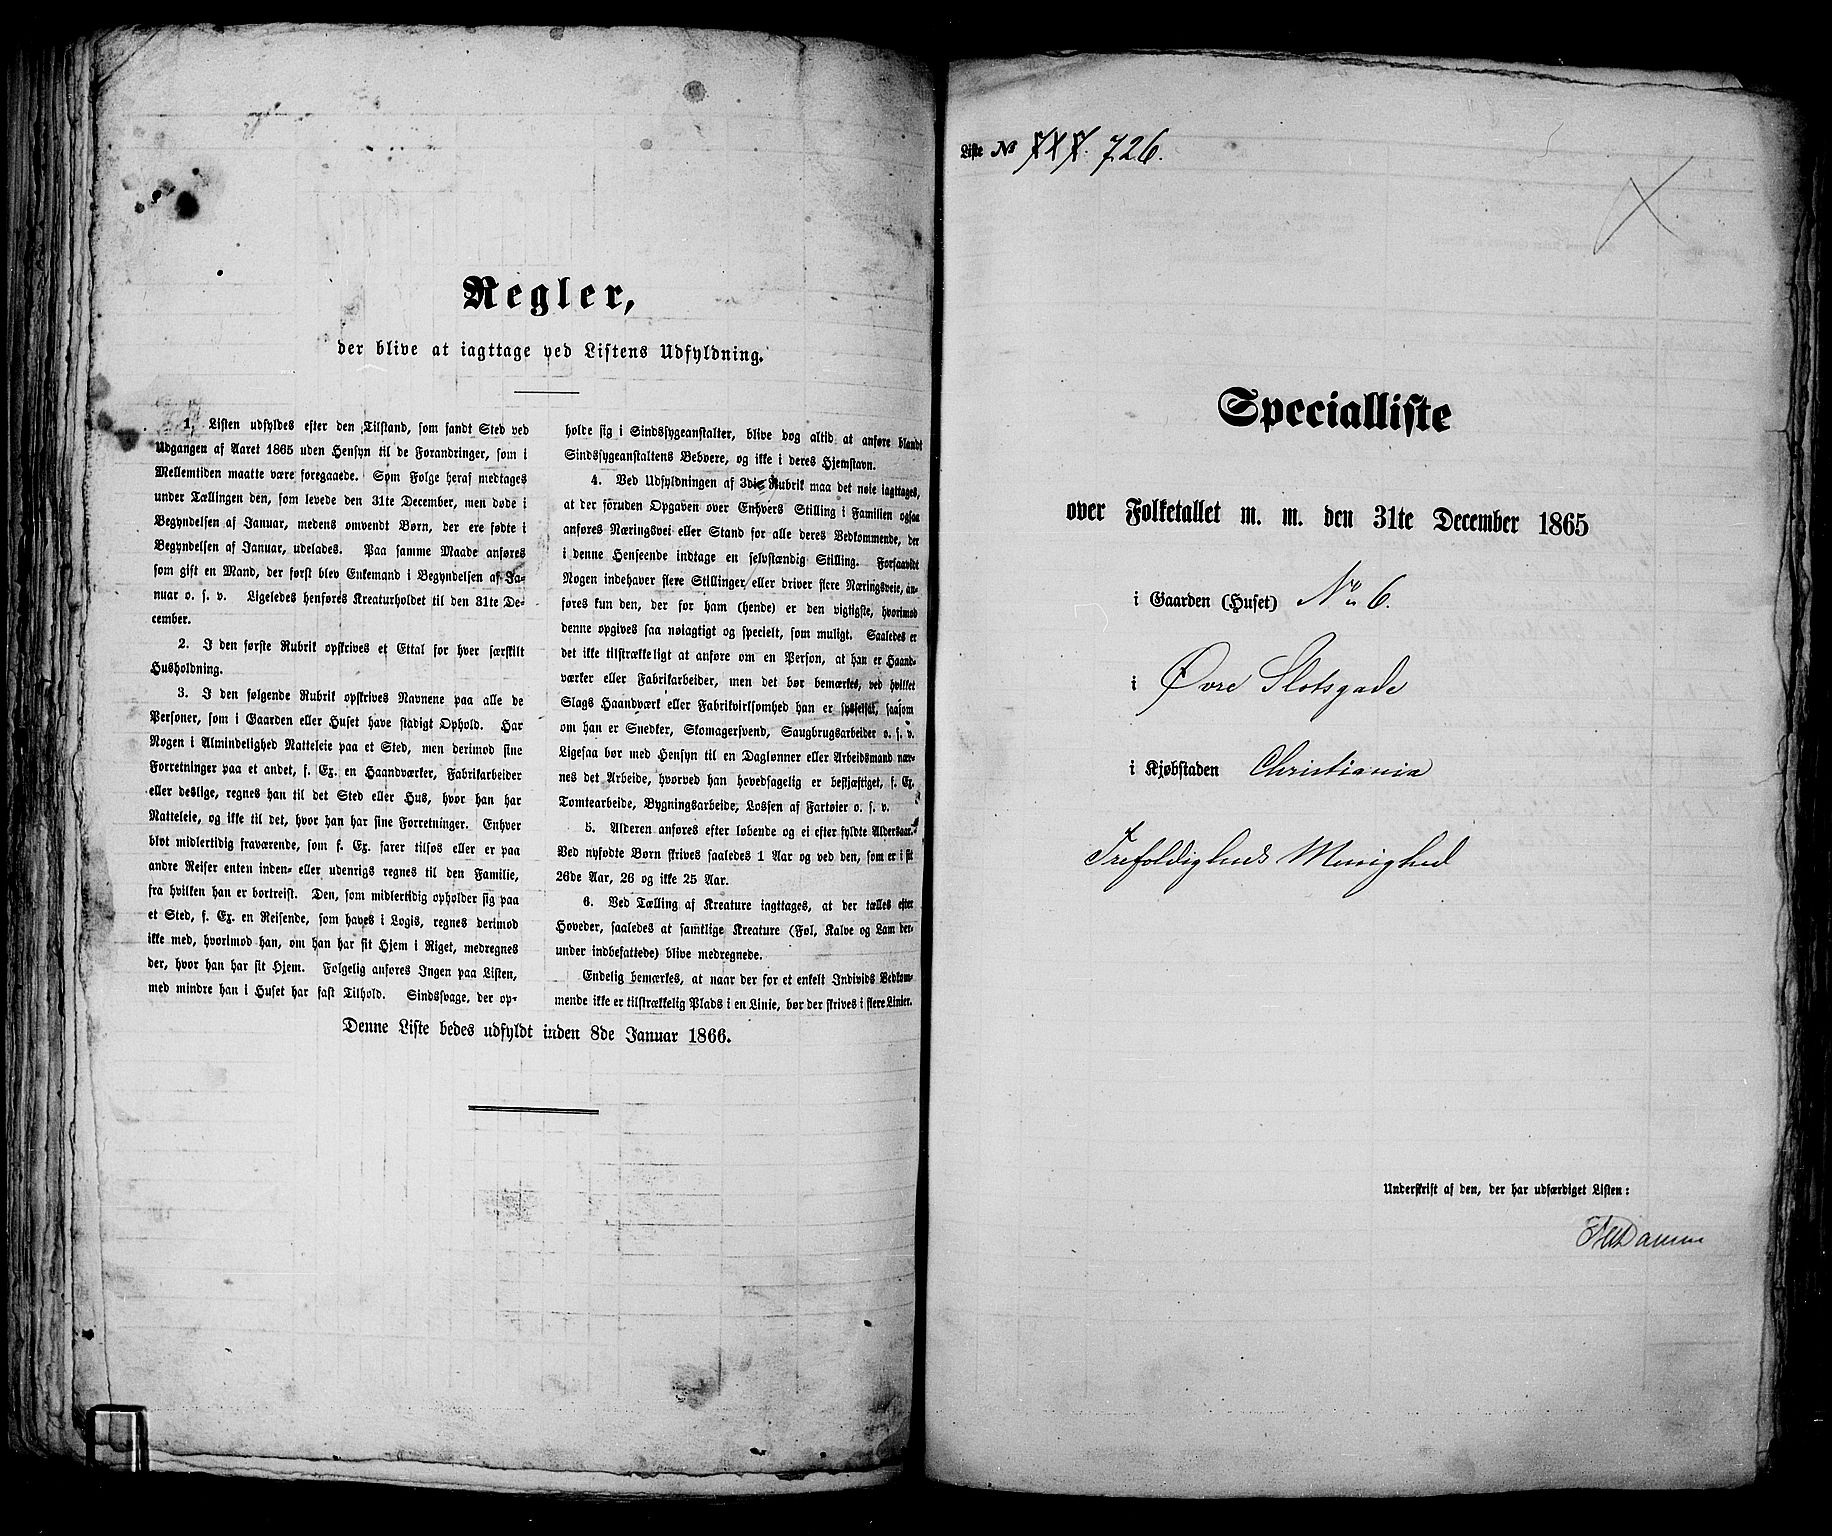 Regler,
der blive at iagttage ved Listens Udfyldning.
1. Listen udfyldes efter den Tilstand, som fandt Sted ved
Udgangen af Aaret 1865 uden Hensyn til de Forandringer, som i
Mellemtiden maatte være foregaaede. Som Følge heraf medtages
under Tællingen den, som levede den 31te December, men døde i
Begyndelsen af Januar, medens omvendt Børn, der ere fødte i
Begyndelsen af Januar, udelades. Paa samme Maade anføres
som gift en Mand, der først blev Enkemand i Begyndelsen af Ja-
nuar o. s. v. Ligeledes henføres Kreaturholdet til den 31te De-
cember.
2. I den første Rubrik opskrives et Ettal for hver særskilt
Husholdning.
3. I den følgende Rubrik opskrives Navnene paa alle de
Personer, som i Gaarden eller Huset have stadigt Ophold. Har
Nogen i Almindelighed Natteleie paa et Sted, men derimod sine
Forretninger paa et andet, f. Ex. en Haandværker, Fabrikarbeider
eller deslige, regnes han til det Sted eller Hus, hvor han har
Natteleie, og ikke til det, hvor han har sine Forretninger. Enhver
blot midlertidig fraværende, som f. Ex. farer tilsøs eller er paa
andre Reiser enten inden- eller udenrigs regnes til den Familie,
fra hvilken han er bortreist. Den, som midlertidig opholder sig paa
et Sted, f. Ex. en Reisende, som haves i Logis, regnes derimod
ikke med, hvorimod han, om han har sit Hjem i Riget, medregnes
der, hvor han har sit Hjem. Følgelig anføres Ingen paa Listen,
med mindre han i Huset har fast Tilhold. Sindssvage, der op-
holde sig i Sindssygeanstalter, blive dog altid at anføre blandt
Sindssygeanstaltens Beboere, og ikke i deres Hjemstavn.
4. Ved Udfyldningen af 3die Rubrik maa det nøie iagttages,
at der foruden Opgaven over Enhvers Stilling i Familien ogsaa
anføres Næringsvei eller Stand for alle deres Vedkommende, der
i denne Henseende indtage en selvstændig Stilling. Forsaavidt
Nogen indehaver flere Stillinger eller driver flere Næringsveie, an-
føres kun den, der for ham (hende) er den vigtigste, hvorimod
denne opgives saa nøiagtigt og specielt, som muligt. Saaledes er
det ikke tilstrækkeligt at anføre om en Person, at han er Haand-
værker eller Fabrikarbeider, men det bør bemærkes, ved hvilket
Slags Haandværk eller Fabrikvirksomhed han er sysselsat, saasom
om han er Snedker, Skomagersvend, Saugbrugsarbeider o. s. v.
Ligesaa bør med Hensyn til en Dagløntner eller Arbeidsmand næv-
nes det Arbeide, hvorved han hovedsagelig er beskjæftiget, f. Ex.
Tomtearbeide, Bygningsarbeide, Lossen af Fartøier o. s. v.
5. Alderen anføres efter løbende og ei efter fyldte Aldersaar.
Ved nyfødte Børn skrives saaledes 1 Aar og ved den, som er i sit
26de Aar, 26 og ikke 25 Aar.
6. Ved Tælling af Kreature iagttages, at der tælles efter
Hoveder, saaledes at samtlige Kreature (Føl, Kalve og Lam der-
under indbefattede) blive medregnede.
Endelig bemærkes, at naar der for et enkelt Individs Vedkom-
mende ikke er tilstrækkelig Plads i en Linie, bør der skrives i flere Linier.
Denne Liste bedes udfyldt inden 8de Januar 1866.
Liste No 726.
Specialliste
over Folketallet m. m. den 31te December 1865
i Gaarden (Huset) No 6.
i Øvre Slotsgade
i Kjøbstaden Christiania
Trefoldigheds Menighed
Underskrift af den, der har udfærdiget Listen:
Damm